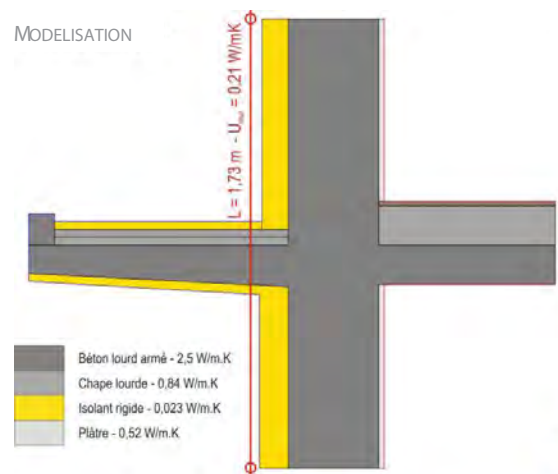 MODELISATION
L = 1,73 m - Umur = 0,21 W/mK
Béton lourd armé - 2,5 W/m.K
Chape lourde - 0,84 W/m.K
Isolant rigide - 0,023 W/m.K
Plâtre - 0,52 W/m.K